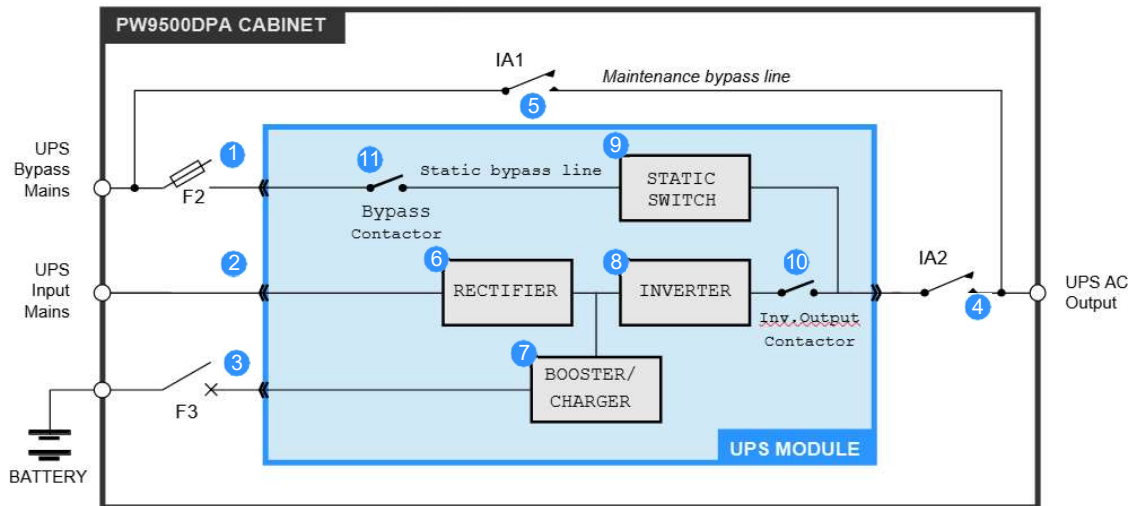 PW9500DPA CABINET
IA1
Maintenance bypass line
5
UPS
Bypass
Mains
1
F2
11
Static bypass line
Bypass
Contactor
9
STATIC
SWITCH
UPS
Input
Mains
2
6
RECTIFIER
8
INVERTER
10
Inv.Output
Contactor
IA2
4
UPS AC
Output
3
F3
7
BOOSTER/
CHARGER
BATTERY
UPS MODULE